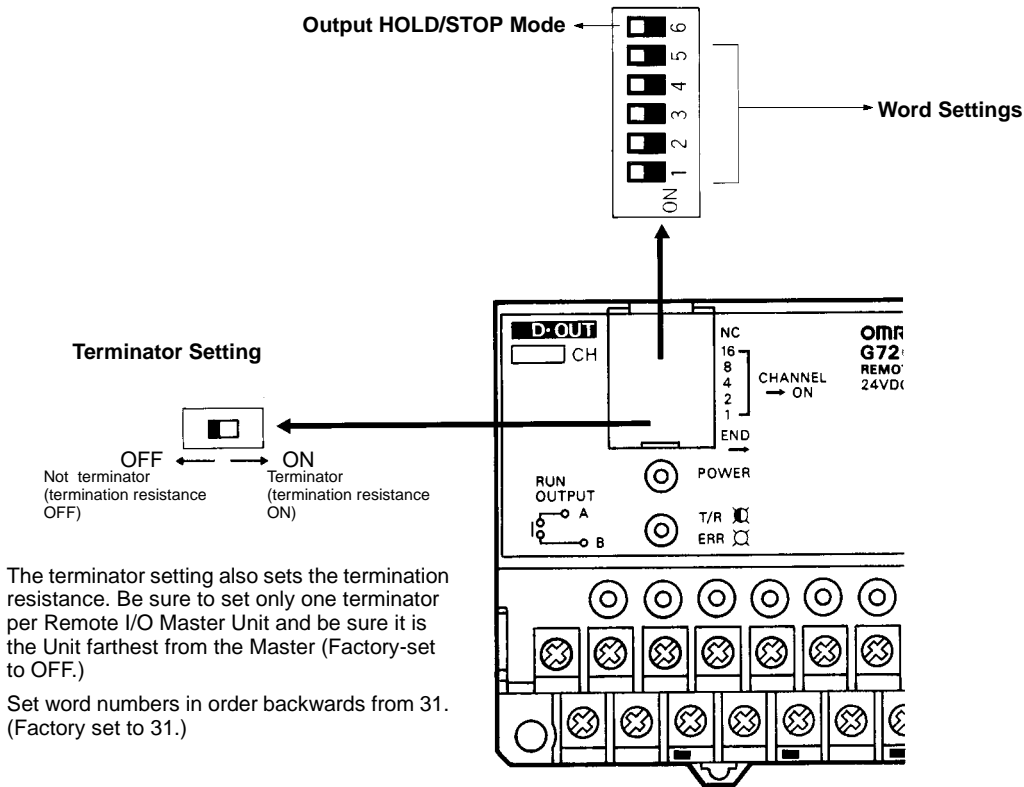 Output HOLD/STOP Mode
6
5
4
3
2
1
ON
Word Settings
D·OUT
CH
NC
16
8
4
2
1
CHANNEL
→ ON
END
→
OMR
G72
REMO
24VD
Terminator Setting
OFF ← → ON
Not terminator
(termination resistance
OFF)
Terminator
(termination resistance
ON)
RUN
OUTPUT
A
B
POWER
T/R
ERR
The terminator setting also sets the termination
resistance. Be sure to set only one terminator
per Remote I/O Master Unit and be sure it is
the Unit farthest from the Master (Factory-set
to OFF.)
Set word numbers in order backwards from 31.
(Factory set to 31.)